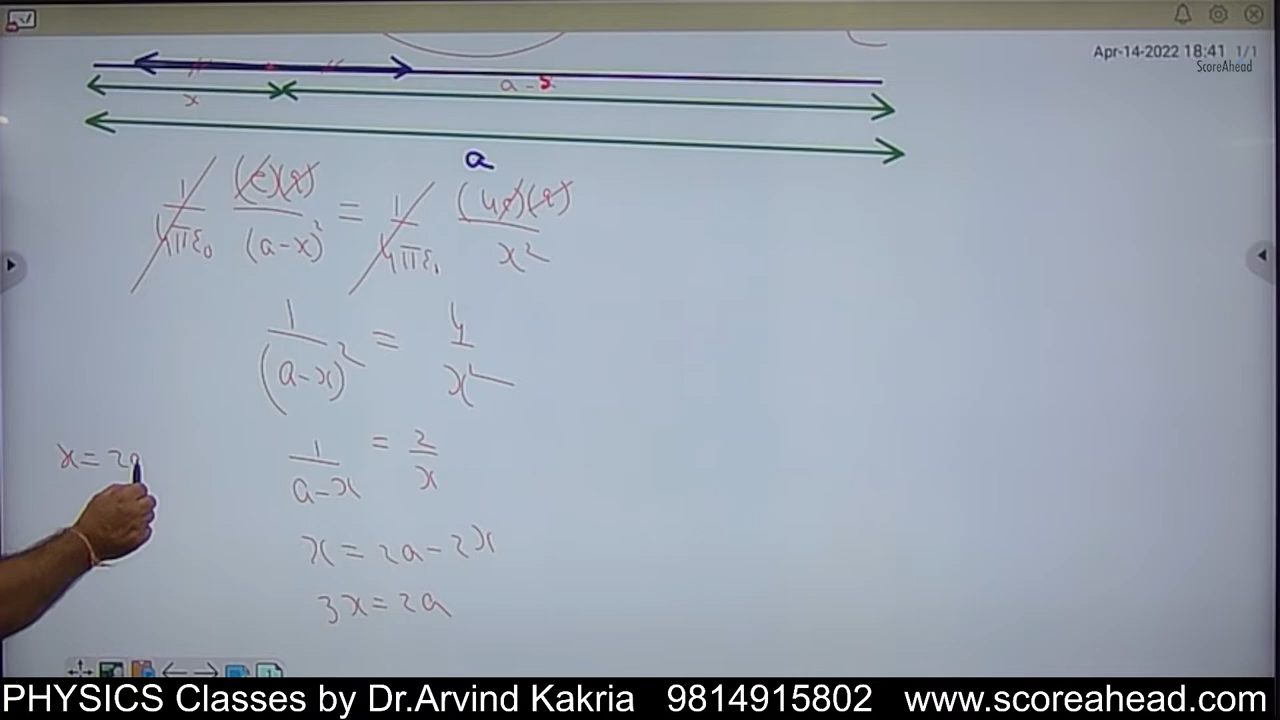 Apr-14-2022 18:41 1/1
ScoreAhead
x
a -
a
1/4πε₀ (e)(q)/(a-x)² = 1/4πε₀ (4e)(q)/x²
1/(a-x)² = 4/x²
1/a-x = 2/x
x = 2a
x = 2a - 2x
3x = 2a
PHYSICS Classes by Dr.Arvind Kakria 9814915802 www.scoreahead.com